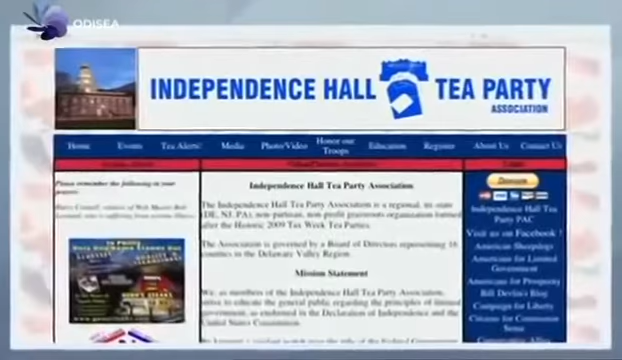 ODISEA
INDEPENDENCE HALL TEA PARTY
ASSOCIATION
Home Events Tea Alerts! Media Photo/Video Honor our Troops Education Register About Us Contact Us
Please remember the following in your
prayers:
Independence Hall Tea Party Association
The Independence Hall Tea Party Association is a regional, tri-state
(DE, NJ, PA), non-partisan, non-profit grassroots organization formed
after the Historic 2009 Tax Week Tea Parties.
The Association is governed by a Board of Directors representing 16
counties in the Delaware Valley Region.
Mission Statement
We, as members of the Independence Hall Tea Party Association,
strive to educate the general public regarding the principles of limited
government, as enshrined in the Declaration of Independence and the
United States Constitution.
Donate
Independence Hall Tea
Party PAC
Visit us on Facebook !
American Sheepdogs
Americans for Limited
Government
Americans for Prosperity
Bill Devlin's Blog
Campaign for Liberty
Citizens for Common
Sense